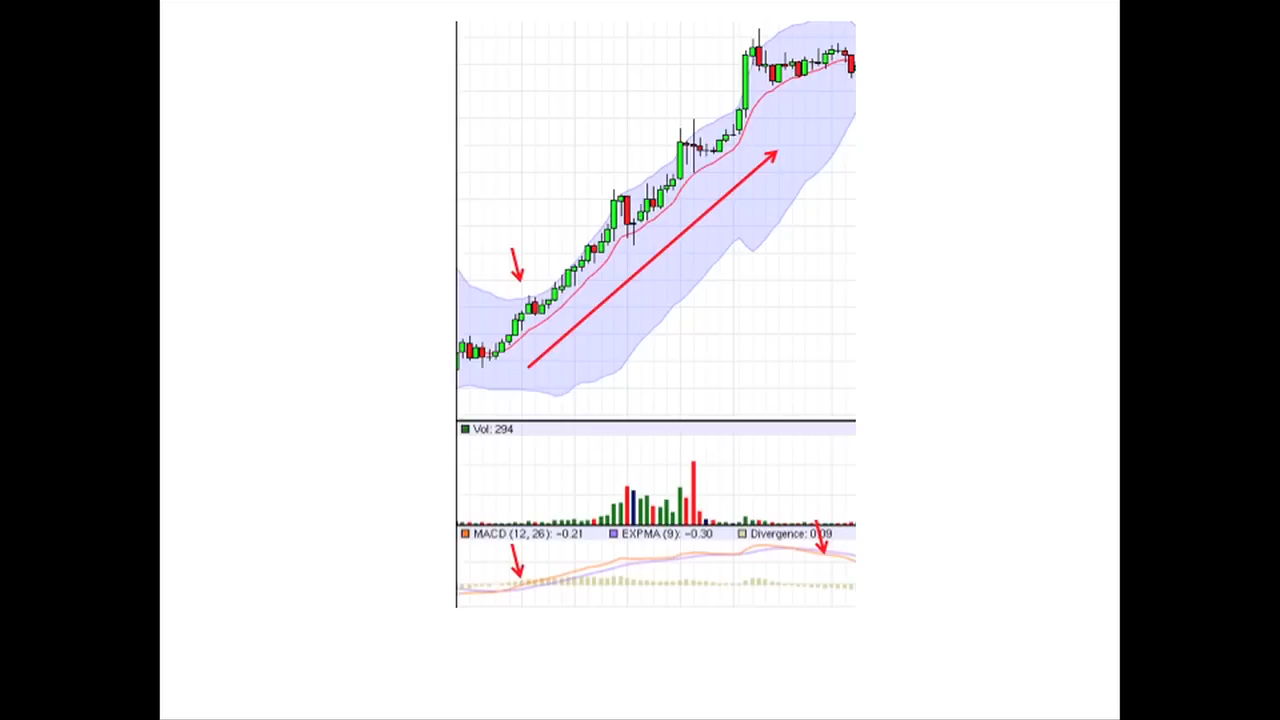 Vol: 294
MACD (12, 26): −0.21 EXPMA (9): −0.30 Divergence: 0.09